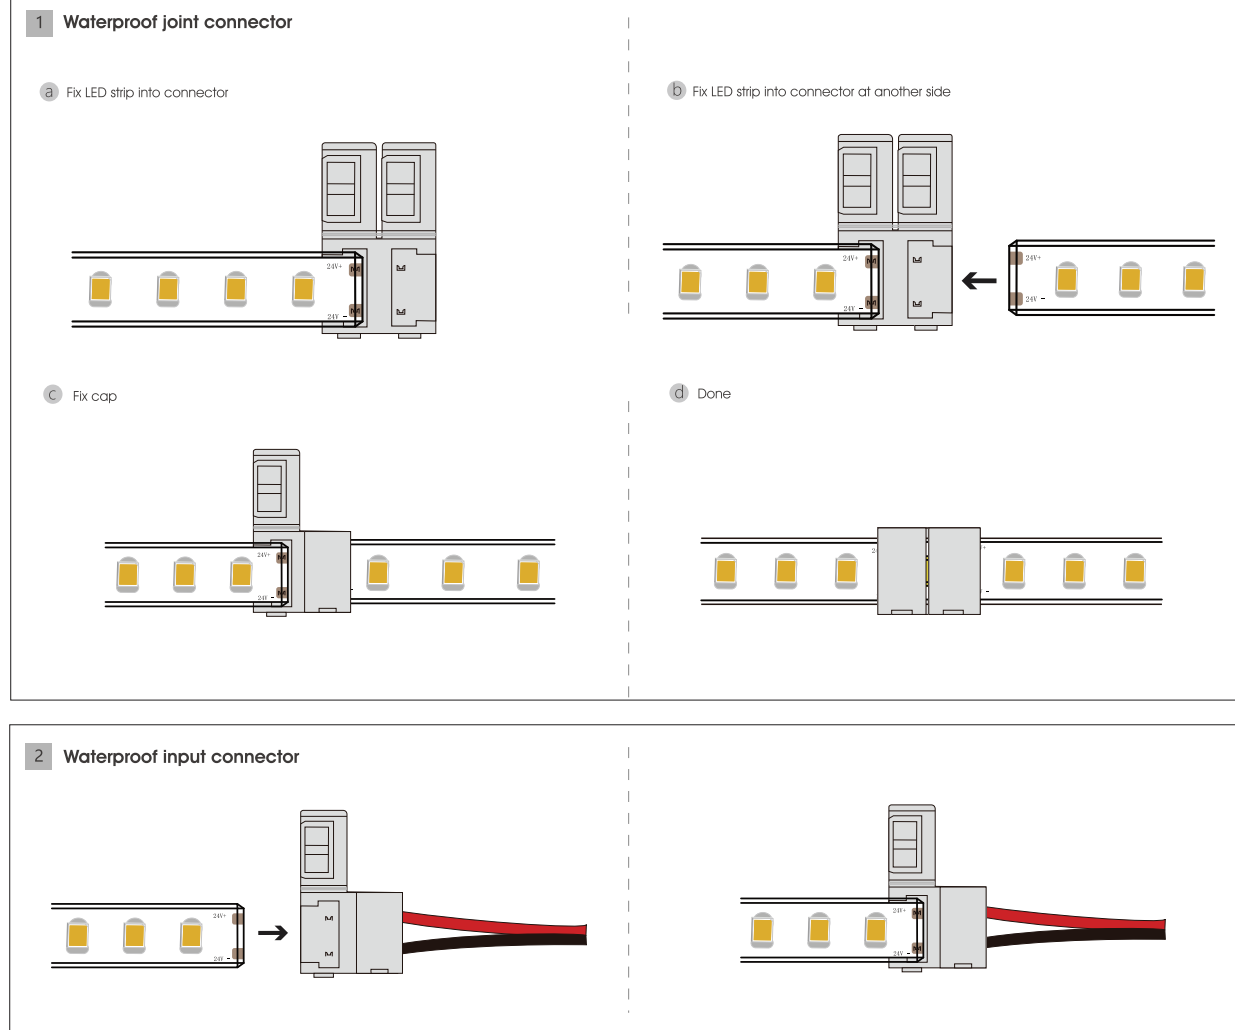 1 Waterproof joint connector
a Fix LED strip into connector
b Fix LED strip into connector at another side
24V+
24V -
24V+
24V -
24V+
24V -
c Fix cap
d Done
24V+
24V -
-
2
+
-
2 Waterproof input connector
24V+
24V -
24V+
24V -